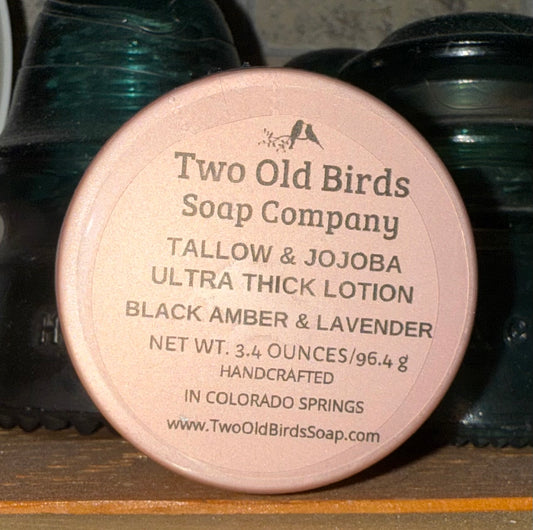 Two Old Birds
Soap Company
TALLOW & JOJOBA
ULTRA THICK LOTION
BLACK AMBER & LAVENDER
NET WT. 3.4 OUNCES/96.4 g
HANDCRAFTED
IN COLORADO SPRINGS
www.TwoOldBirdsSoap.com